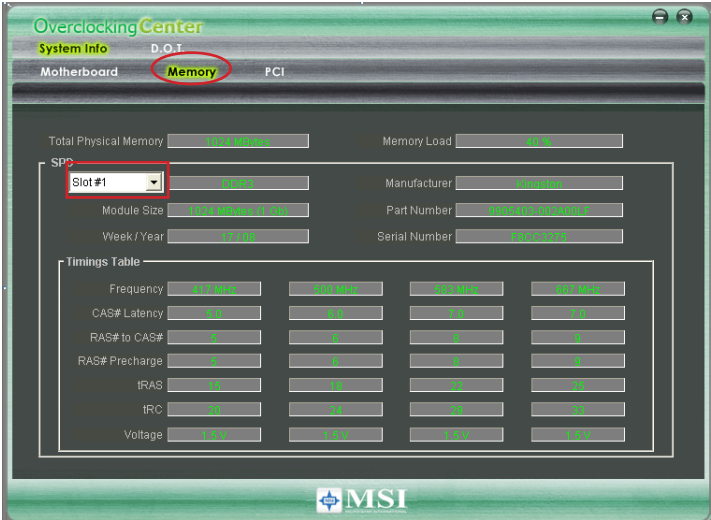 Overclocking Center
System Info D.O.T.
Motherboard Memory PCI
Total Physical Memory 1024 MBytes Memory Load 40 %
SPD
Slot #1 DDR3 Manufacturer Kingston
Module Size 1024 MBytes (1 Gb) Part Number
Week / Year 17 / 08 Serial Number
Timings Table
Frequency 417 MHz 500 MHz 583 MHz 667 MHz
CAS# Latency 5.0 6.0 7.0 7.0
RAS# to CAS# 5 6 8 9
RAS# Precharge 5 6 8 9
tRAS 15 18 22 25
tRC 20 24 29 33
Voltage 1.5 V 1.5 V 1.5 V 1.5 V
MSI